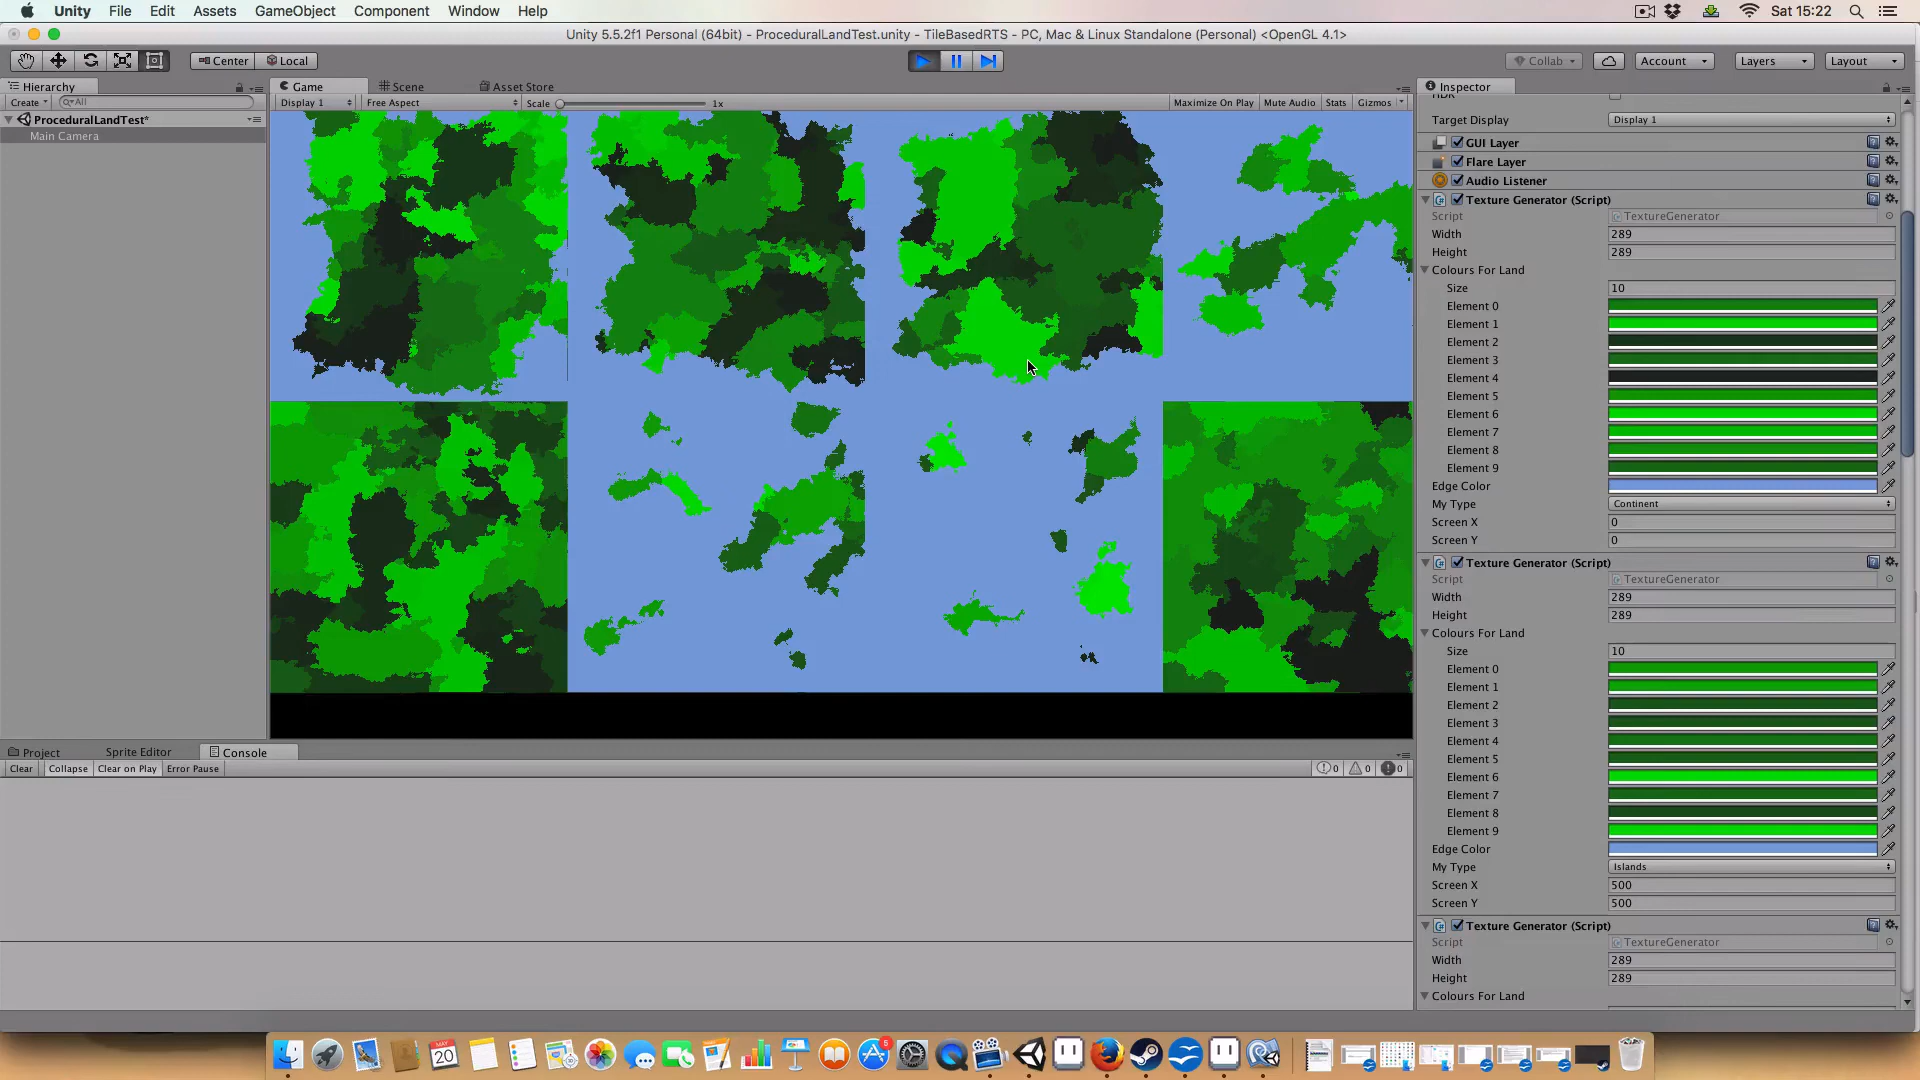 Unity File Edit Assets GameObject Component Window Help Sat 15:22
Unity 5.5.2f1 Personal (64bit) - ProceduralLandTest.unity - TileBasedRTS - PC, Mac & Linux Standalone (Personal) <OpenGL 4.1>
Center Local Collab Account Layers Layout
Hierarchy Game Scene Asset Store Inspector
Create All Display 1 Free Aspect Scale 1x Maximize On Play Mute Audio Stats Gizmos
ProceduralLandTest*
Main Camera
Target Display Display 1
GUI Layer
Flare Layer
Audio Listener
Texture Generator (Script)
Script TextureGenerator
Width 289
Height 289
Colours For Land
Size 10
Element 0
Element 1
Element 2
Element 3
Element 4
Element 5
Element 6
Element 7
Element 8
Element 9
Edge Color
My Type Continent
Screen X 0
Screen Y 0
Texture Generator (Script)
Script TextureGenerator
Width 289
Height 289
Colours For Land
Size 10
Element 0
Element 1
Element 2
Element 3
Element 4
Element 5
Element 6
Element 7
Element 8
Element 9
Edge Color
My Type Islands
Screen X 500
Screen Y 500
Texture Generator (Script)
Script TextureGenerator
Width 289
Height 289
Colours For Land
Project Sprite Editor Console
Clear Collapse Clear on Play Error Pause 0 0 0
MAY
20
5